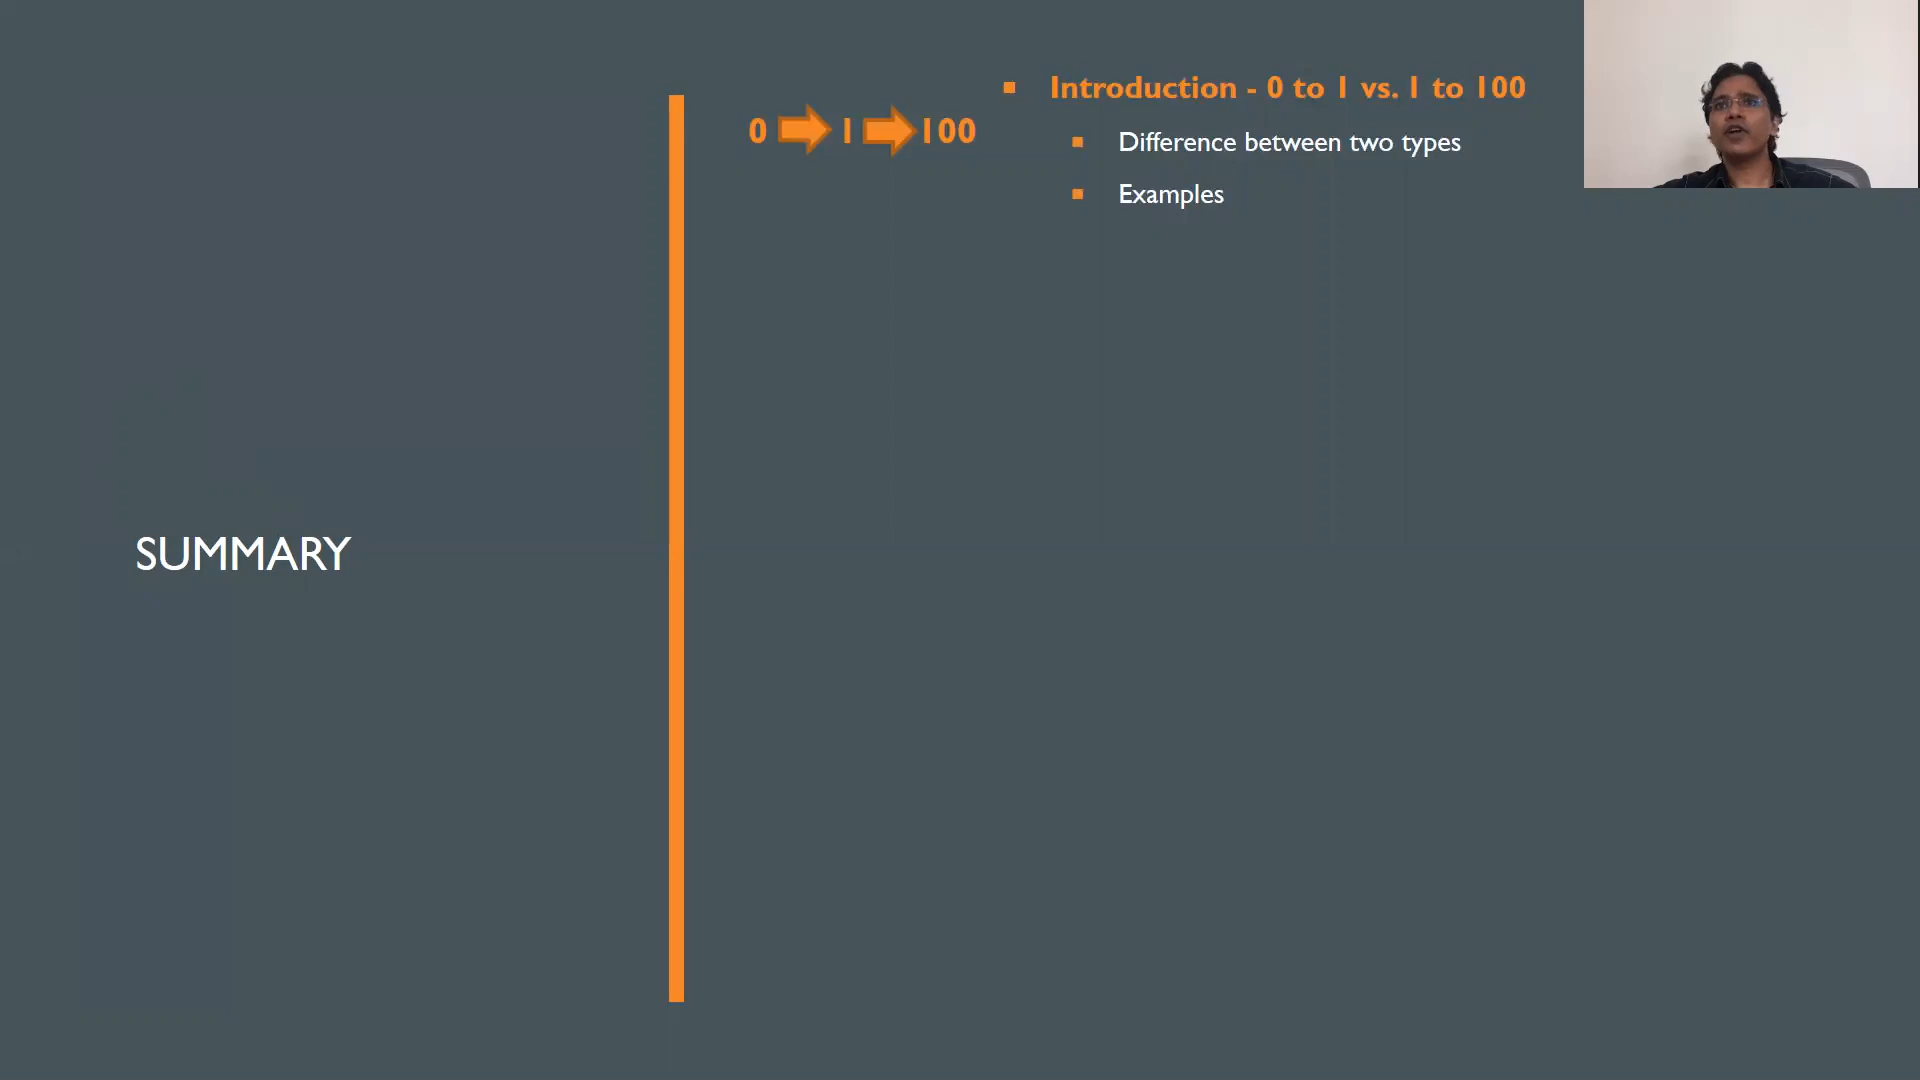 0 1 100
Introduction - 0 to 1 vs. 1 to 100
Difference between two types
Examples
SUMMARY